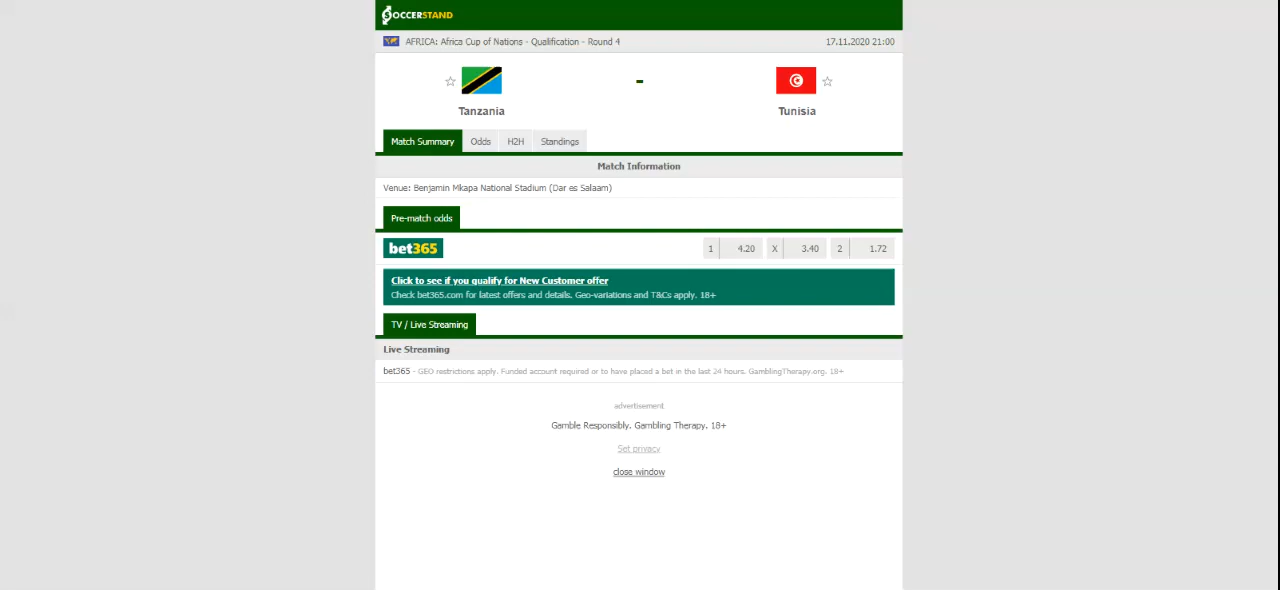 SOCCERSTAND
AFRICA: Africa Cup of Nations - Qualification - Round 4 17.11.2020 21:00
-
Tanzania Tunisia
Match Summary Odds H2H Standings
Match Information
Venue: Benjamin Mkapa National Stadium (Dar es Salaam)
Pre-match odds
bet365 1 4.20 X 3.40 2 1.72
Click to see if you qualify for New Customer offer
Check bet365.com for latest offers and details. Geo-variations and T&Cs apply. 18+
TV / Live Streaming
Live Streaming
bet365 - GEO restrictions apply. Funded account required or to have placed a bet in the last 24 hours. GamblingTherapy.org. 18+
advertisement
Gamble Responsibly. Gambling Therapy. 18+
Set privacy
close window